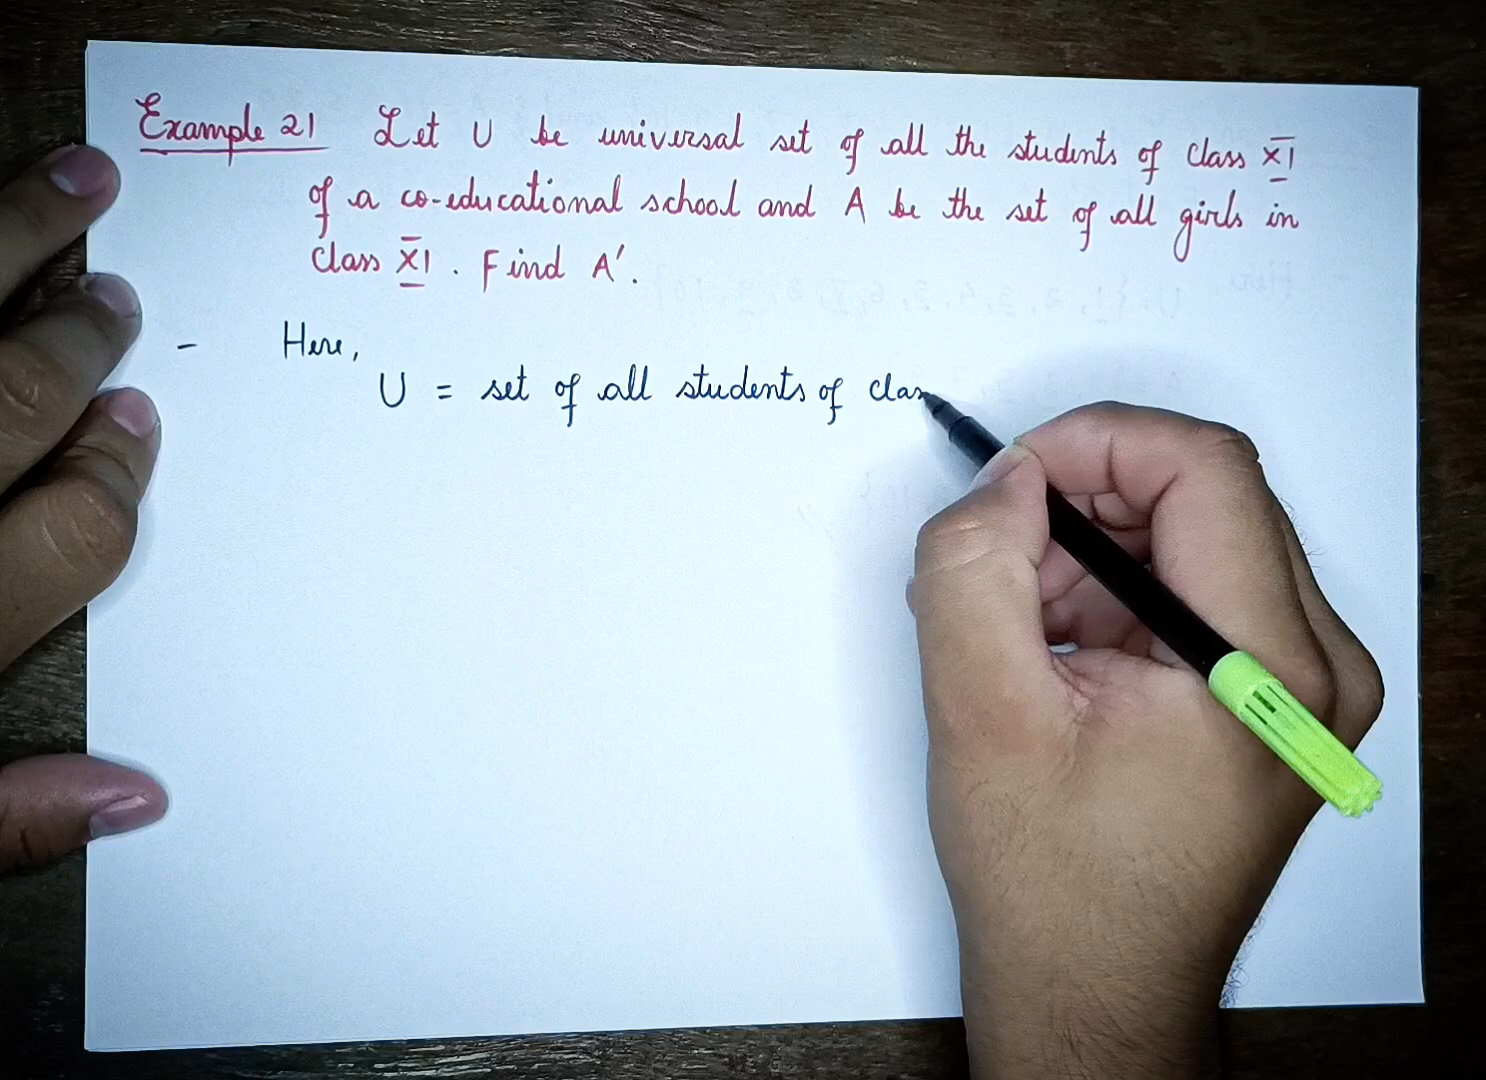 Example 21 Let U be universal set of all the students of class XI
of a co-educational school and A be the set of all girls in
class XI. Find A'.
- Here,
U = set of all students of clas